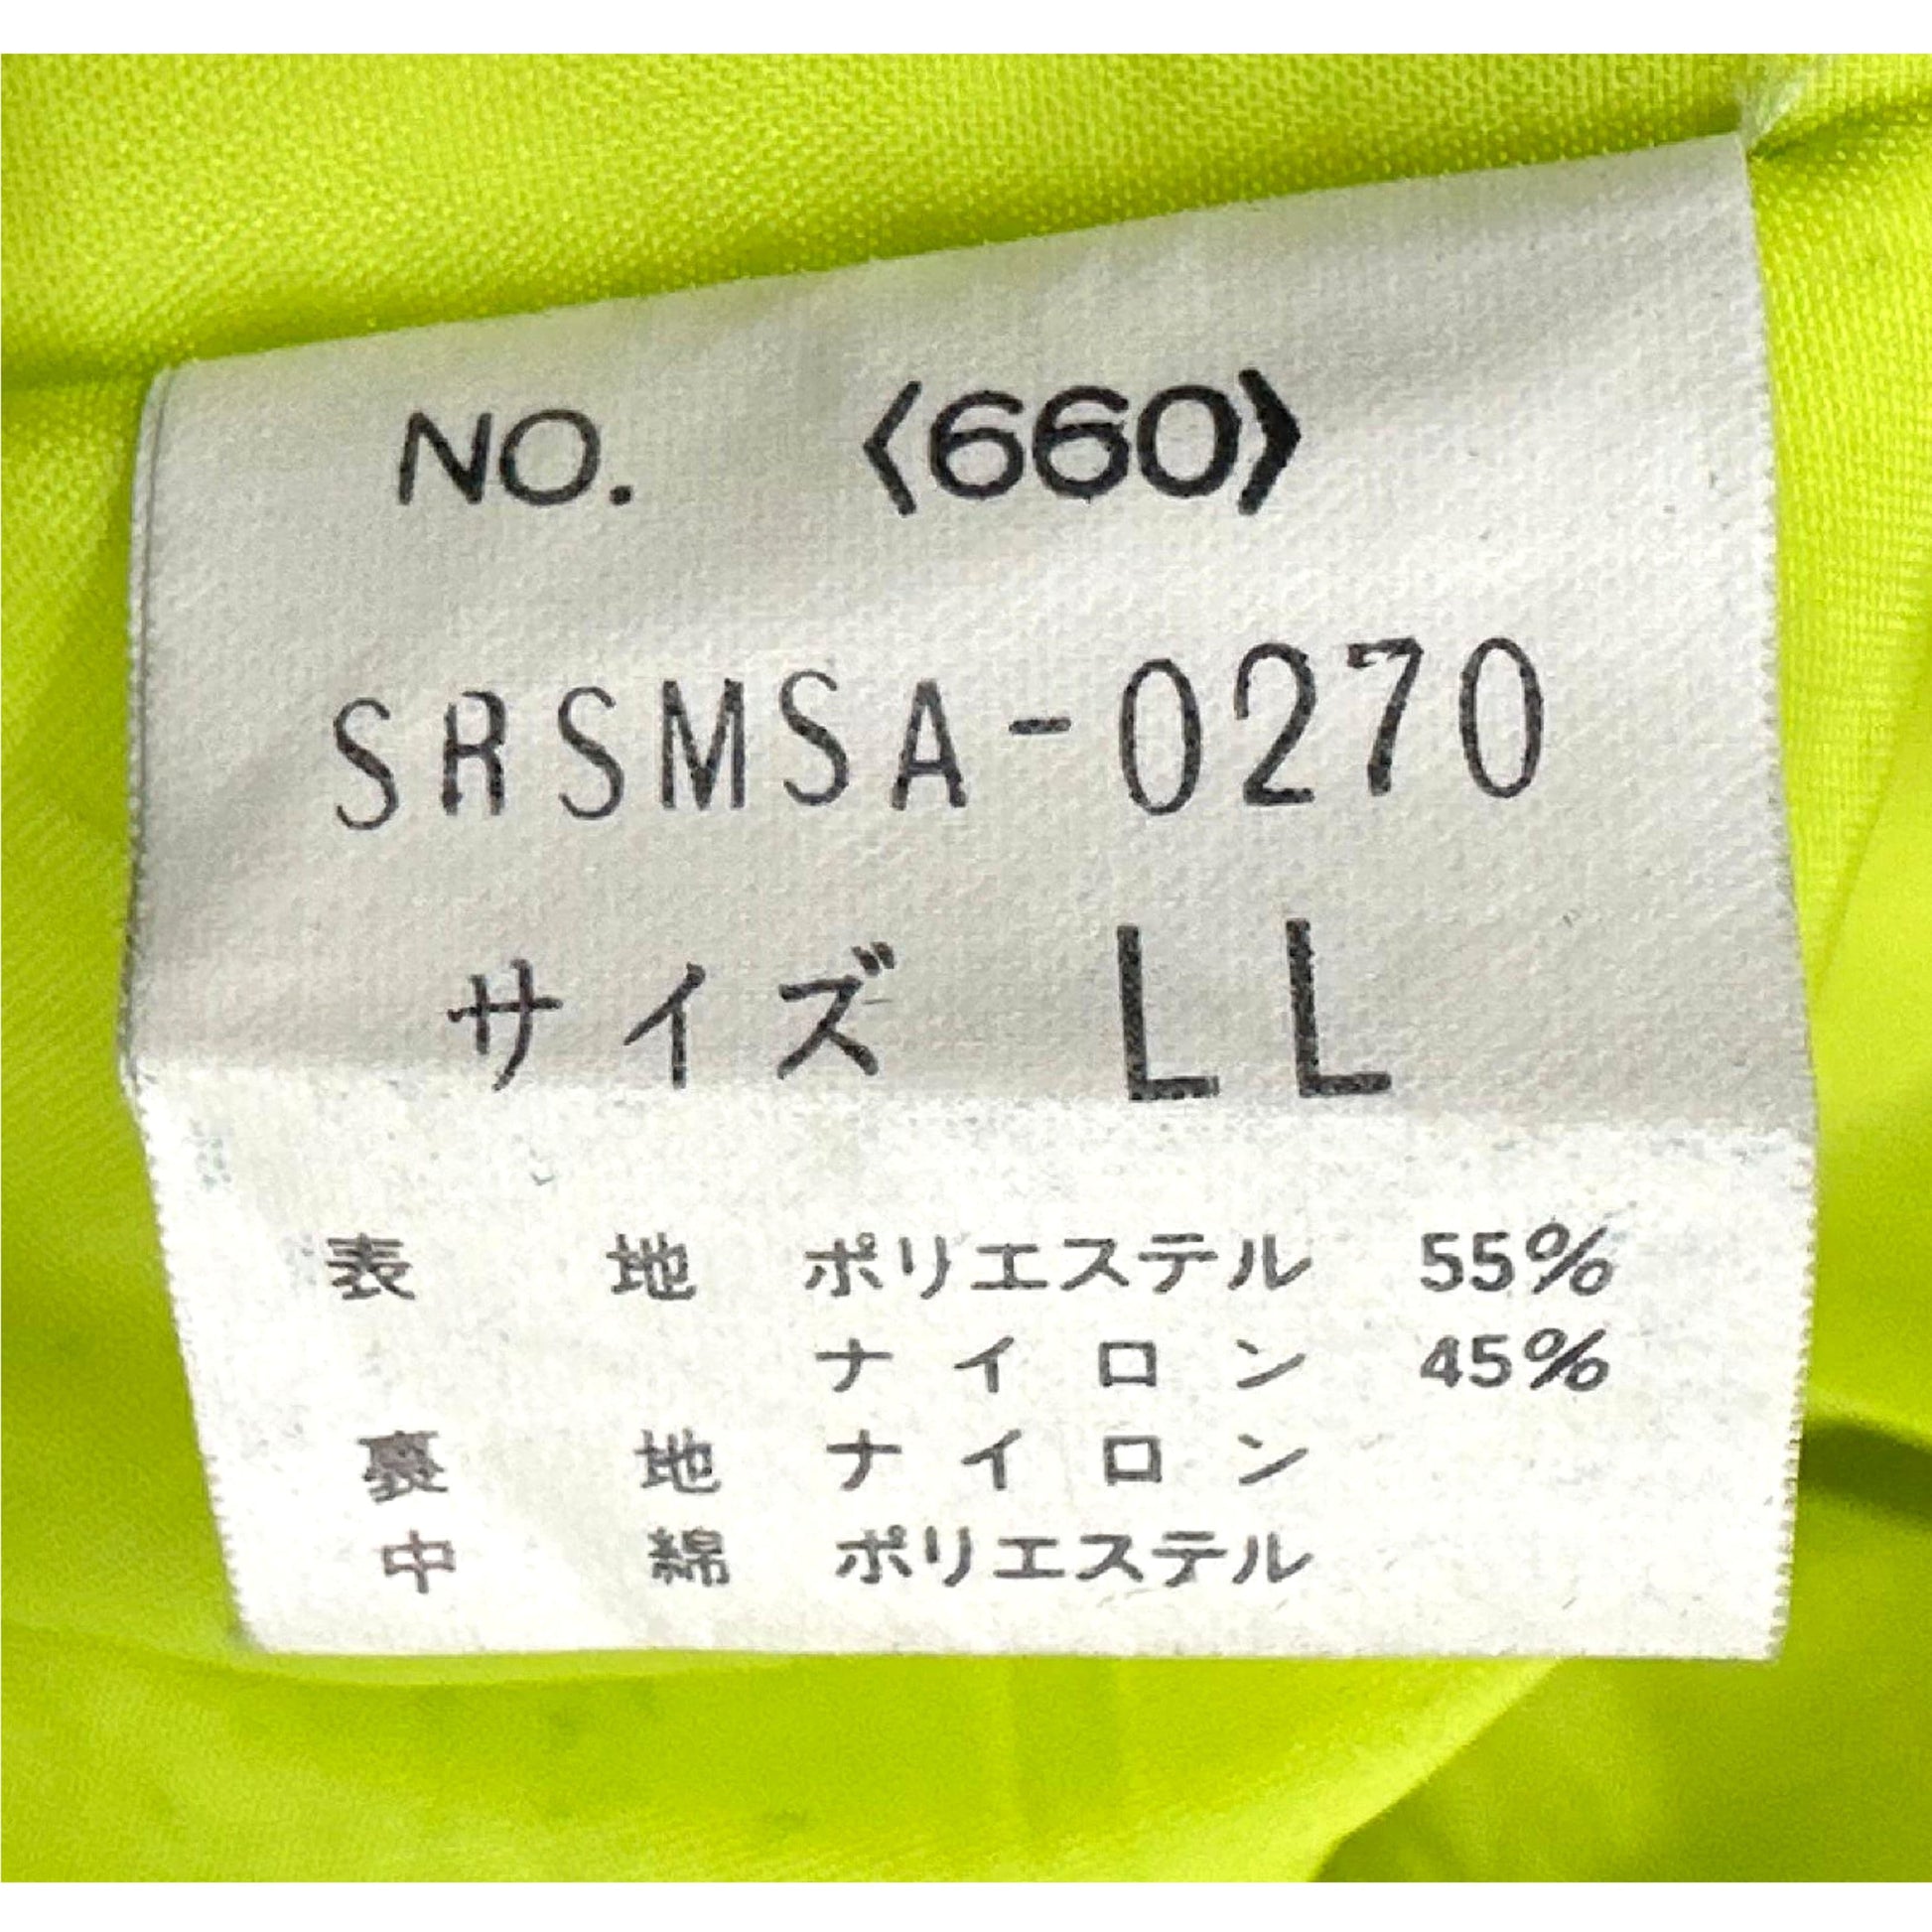 NO. 〈660〉
SRSMSA-0270
サイズ LL
表地 ポリエステル 55%
ナイロン 45%
裏地 ナイロン
中綿 ポリエステル